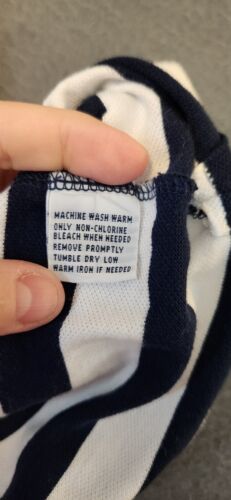 MACHINE WASH WARM
ONLY NON-CHLORINE
BLEACH WHEN NEEDED
REMOVE PROMPTLY
TUMBLE DRY LOW
WARM IRON IF NEEDED